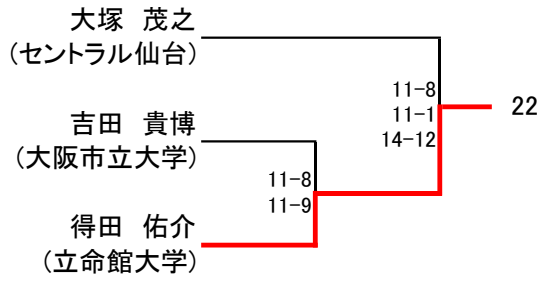 大塚　茂之
（セントラル仙台）
11-8
11-1
14-12
22
吉田　貴博
（大阪市立大学）
11-8
11-9
得田　佑介
（立命館大学）